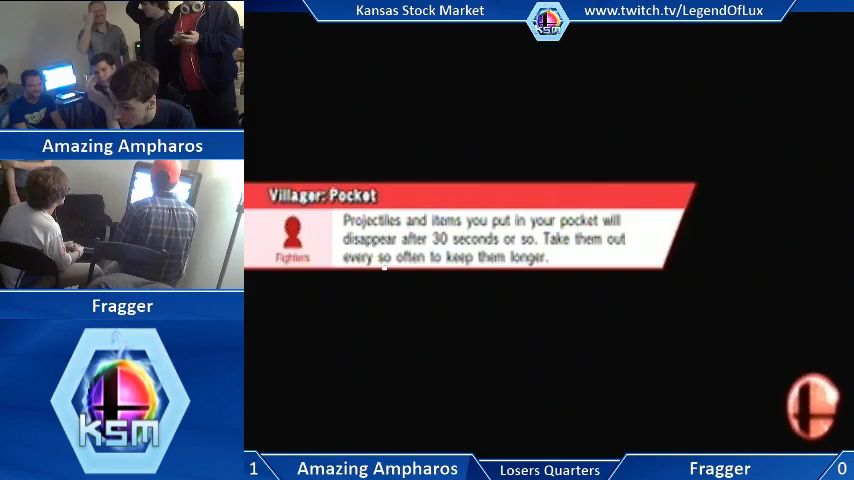 Kansas Stock Market
www.twitch.tv/LegendOfLux
KSM
Amazing Ampharos
Villager: Pocket
Projectiles and items you put in your pocket will
disappear after 30 seconds or so. Take them out
every so often to keep them longer.
Fighters
Fragger
KSM
1 Amazing Ampharos Losers Quarters Fragger 0